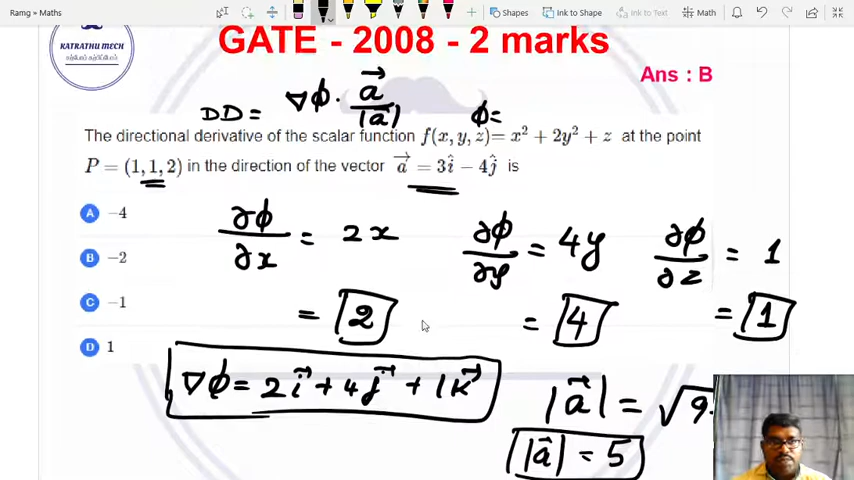 Ramg » Maths
Shapes
Ink to Shape
Ink to Text
Math
KATRATHU MECH
கற்போம் கற்பிப்போம்
GATE - 2008 - 2 marks
Ans : B
DD = ∇φ · a⃗ / |a⃗|
φ=
The directional derivative of the scalar function f(x, y, z)= x² + 2y² + z at the point
P = (1, 1, 2) in the direction of the vector a⃗ = 3î − 4ĵ is
A −4
B −2
C −1
D 1
∂φ/∂x = 2x
= 2
∂φ/∂y = 4y
= 4
∂φ/∂z = 1
= 1
∇φ = 2i⃗ + 4j⃗ + 1k⃗
|a⃗| = √9
|a⃗| = 5